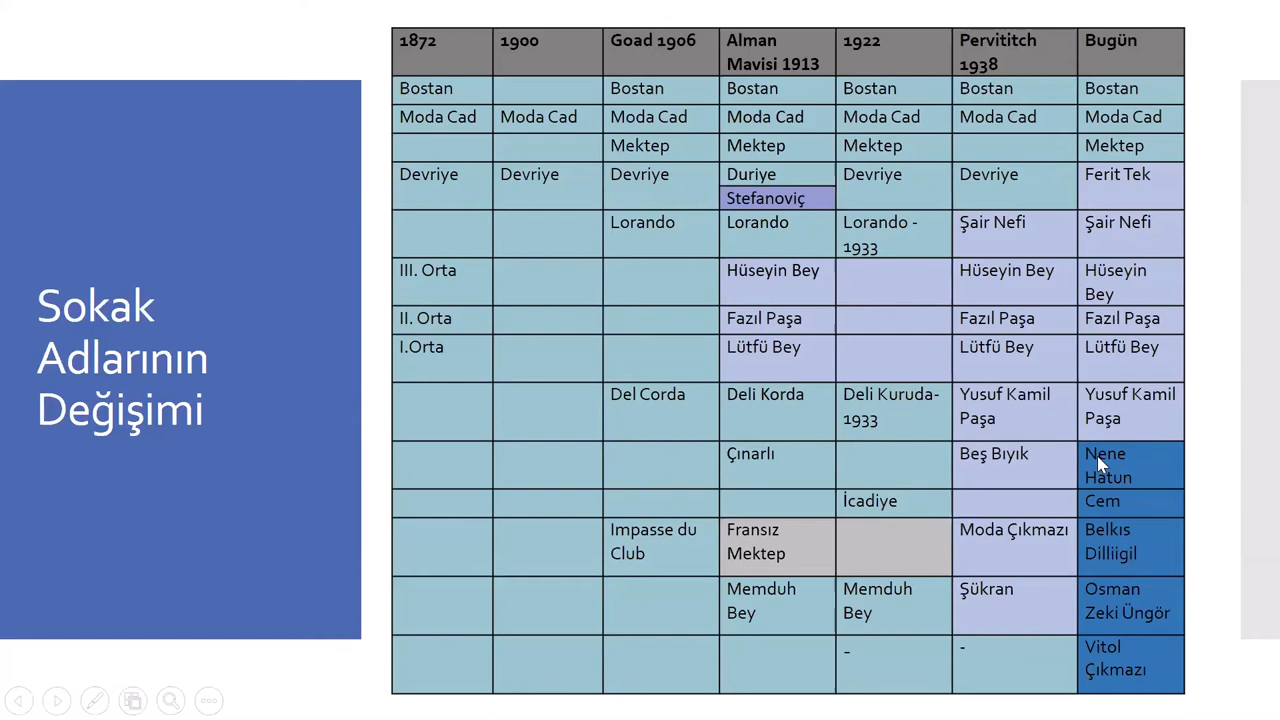 Sokak
Adlarının
Değişimi
1872 1900 Goad 1906 Alman Mavisi 1913 1922 Pervititch 1938 Bugün
Bostan Bostan Bostan Bostan Bostan Bostan
Moda Cad Moda Cad Moda Cad Moda Cad Moda Cad Moda Cad Moda Cad
Mektep Mektep Mektep Mektep
Devriye Devriye Devriye Duriye Devriye Devriye Ferit Tek
Stefanoviç
Lorando Lorando Lorando - 1933 Şair Nefi Şair Nefi
III. Orta Hüseyin Bey Hüseyin Bey Hüseyin Bey
II. Orta Fazıl Paşa Fazıl Paşa Fazıl Paşa
I.Orta Lütfü Bey Lütfü Bey Lütfü Bey
Del Corda Deli Korda Deli Kuruda- 1933 Yusuf Kamil Paşa Yusuf Kamil Paşa
Çınarlı Beş Bıyık Nene Hatun
İcadiye Cem
Impasse du Club Fransız Mektep Moda Çıkmazı Belkıs Dilliigil
Memduh Bey Memduh Bey Şükran Osman Zeki Üngör
- - Vitol Çıkmazı